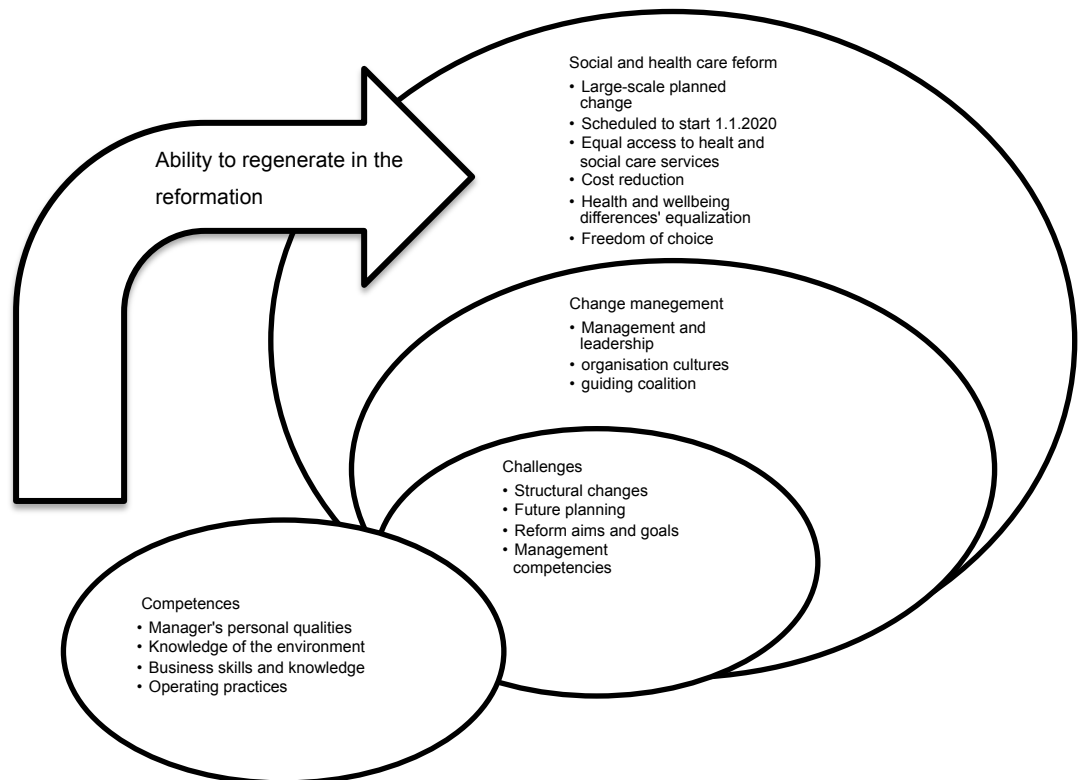 Social and health care feform
• Large-scale planned
change
• Scheduled to start 1.1.2020
• Equal access to healt and
social care services
• Cost reduction
• Health and wellbeing
differences' equalization
• Freedom of choice
Ability to regenerate in the
reformation
Change manegement
• Management and
leadership
• organisation cultures
• guiding coalition
Challenges
• Structural changes
• Future planning
• Reform aims and goals
• Management
competencies
Competences
• Manager's personal qualities
• Knowledge of the environment
• Business skills and knowledge
• Operating practices